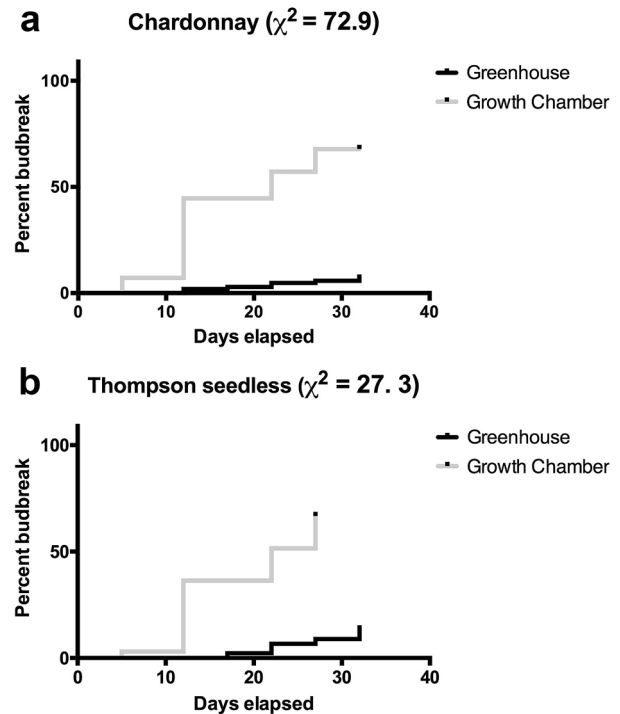 a
Chardonnay (χ² = 72.9)
100
50
0
Percent budbreak
0 10 20 30 40
Days elapsed
Greenhouse
Growth Chamber
b
Thompson seedless (χ² = 27. 3)
100
50
0
Percent budbreak
0 10 20 30 40
Days elapsed
Greenhouse
Growth Chamber